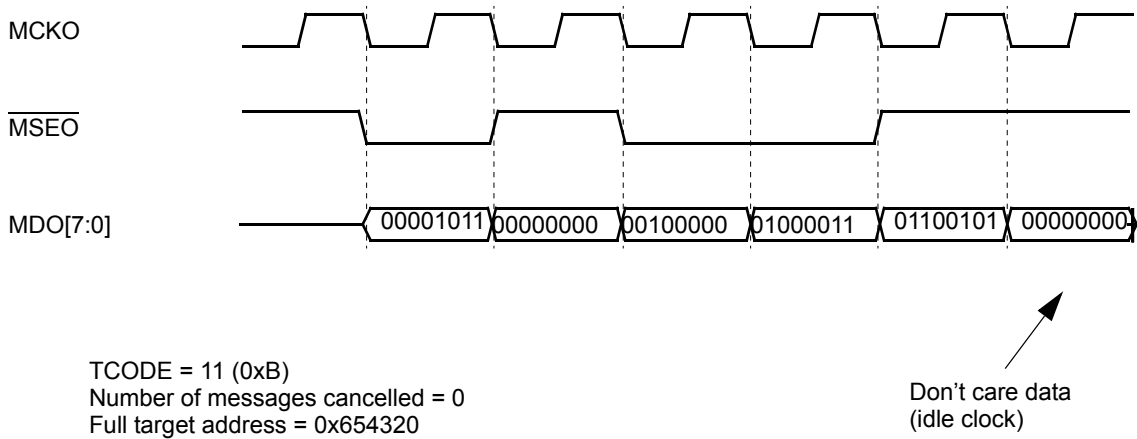 MCKO
MSEO
MDO[7:0] 00001011 00000000 00100000 01000011 01100101 00000000
TCODE = 11 (0xB)
Number of messages cancelled = 0
Full target address = 0x654320
Don't care data
(idle clock)